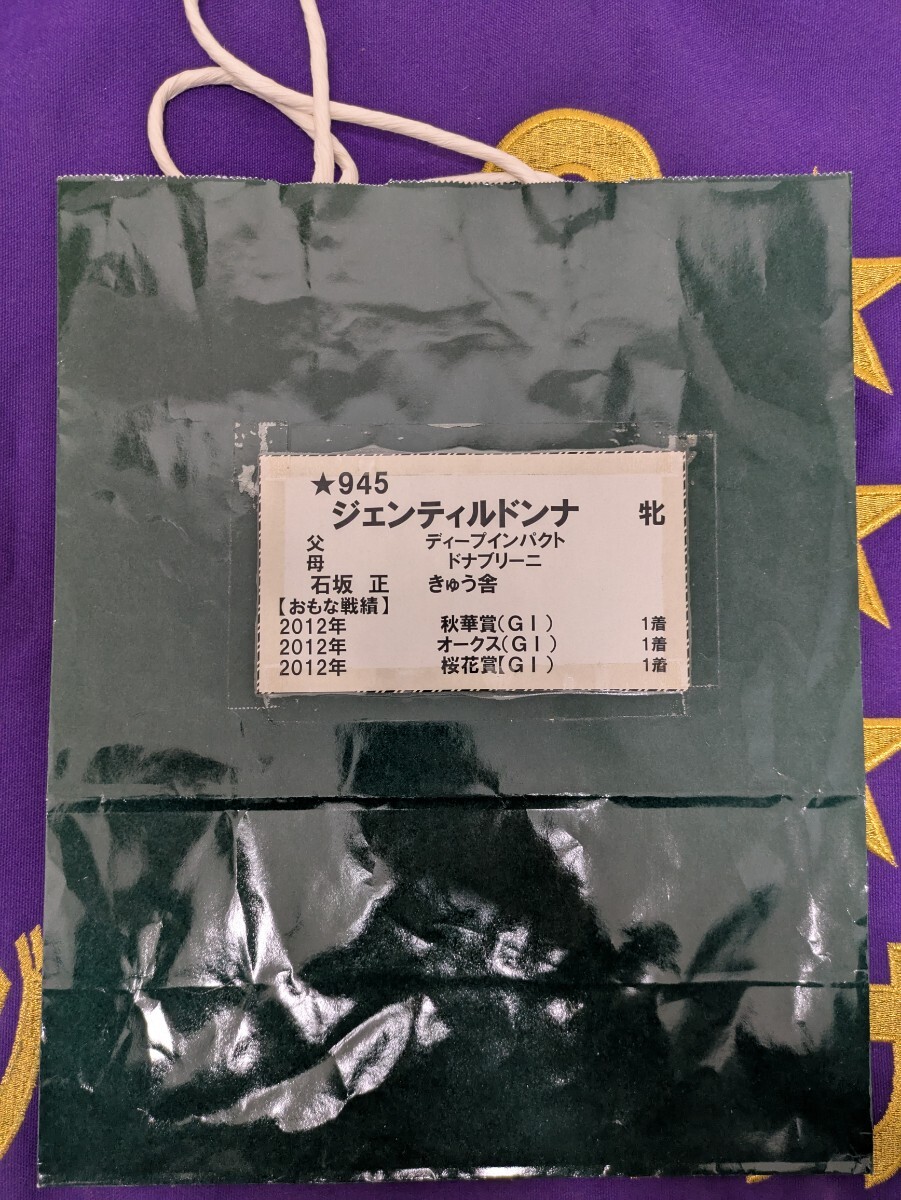 ★945
ジェンティルドンナ 牝
父 ディープインパクト
母 ドナブリーニ
石坂 正 きゅう舎
【おもな戦績】
2012年 秋華賞(GⅠ) 1着
2012年 オークス(GⅠ) 1着
2012年 桜花賞【GⅠ) 1着